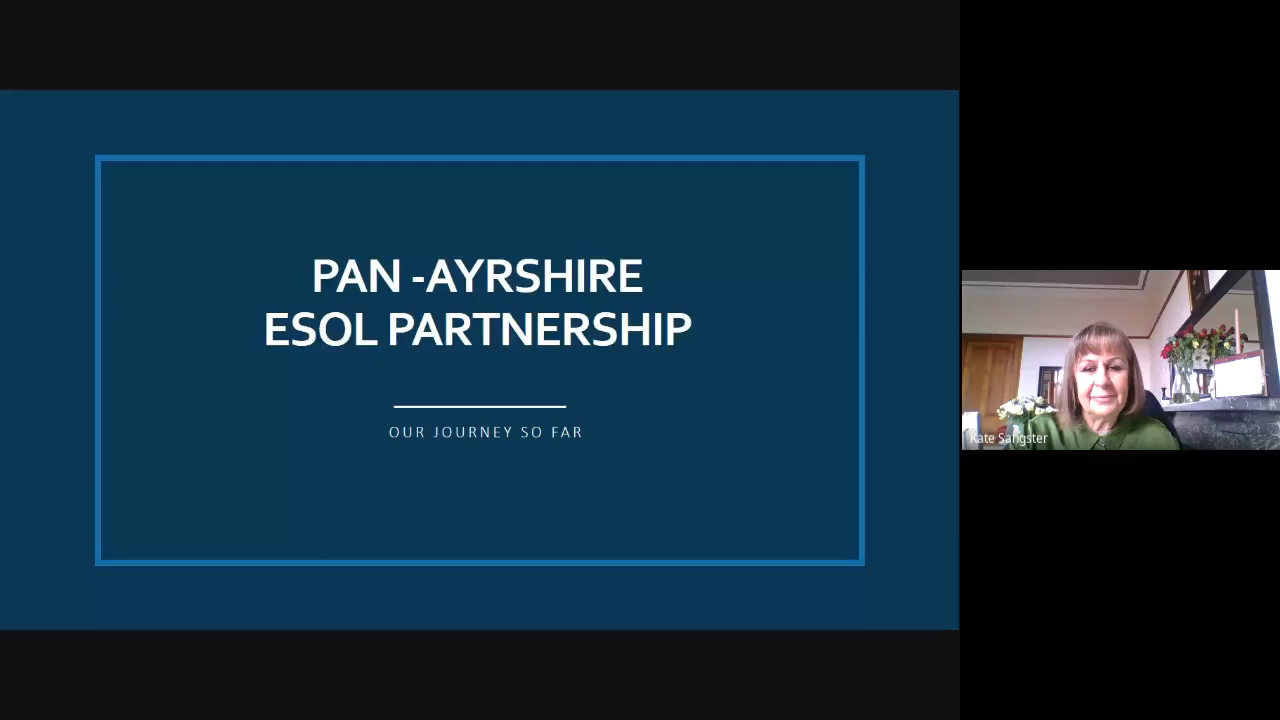 PAN -AYRSHIRE
ESOL PARTNERSHIP
OUR JOURNEY SO FAR
Kate Sangster